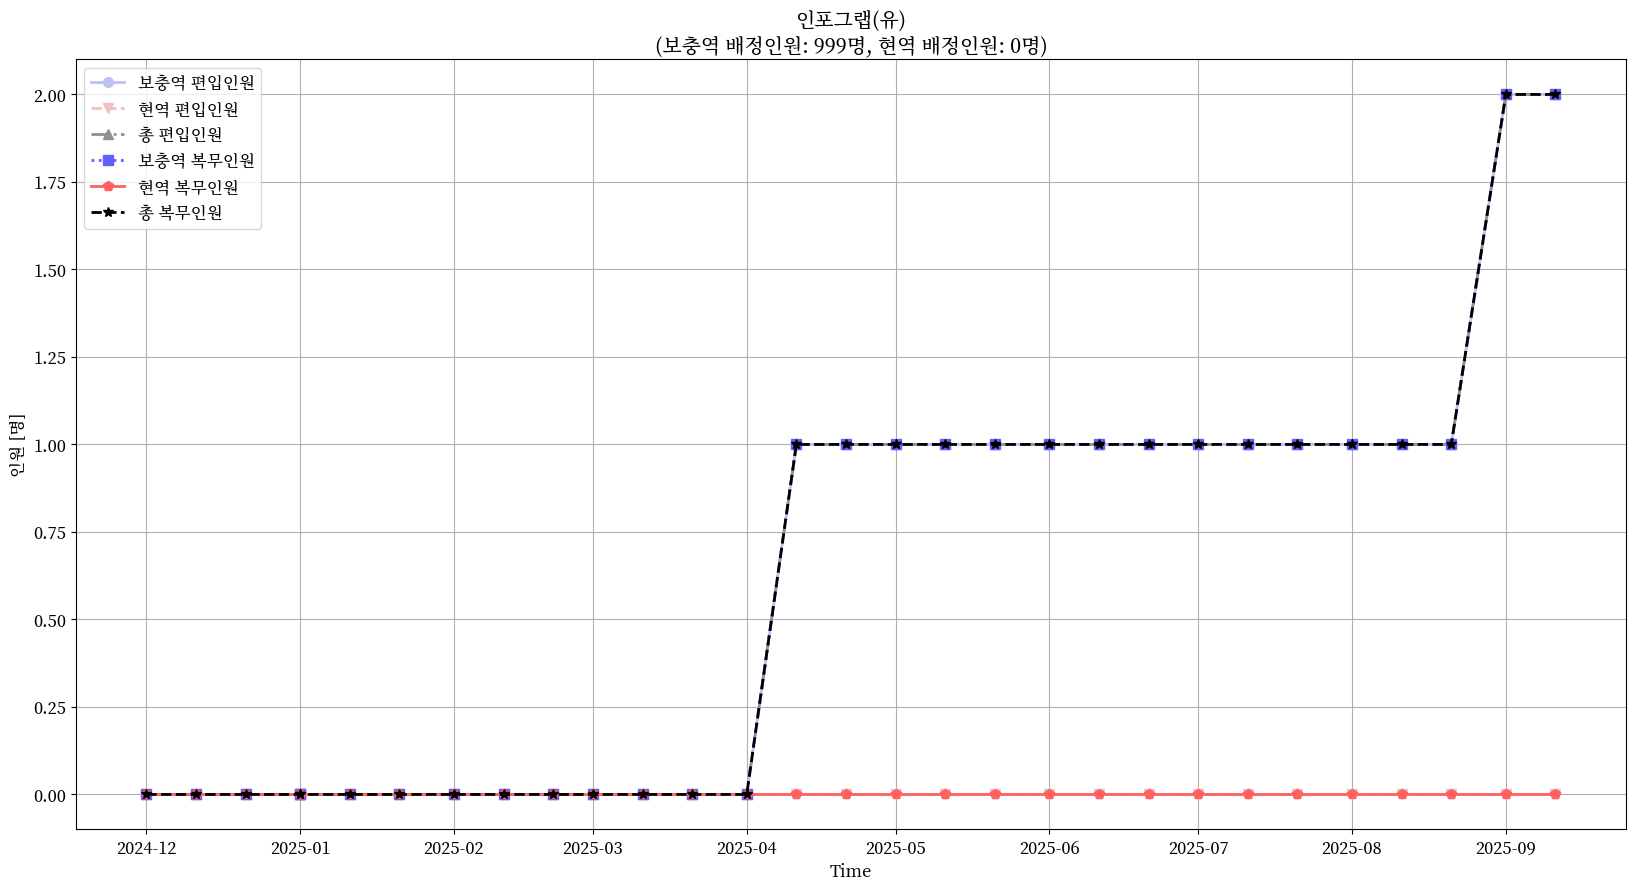 인포그랩(유)
(보충역 배정인원: 999명, 현역 배정인원: 0명)
보충역 편입인원
현역 편입인원
총 편입인원
보충역 복무인원
현역 복무인원
총 복무인원
인원 [명]
2.00
1.75
1.50
1.25
1.00
0.75
0.50
0.25
0.00
2024-12 2025-01 2025-02 2025-03 2025-04 2025-05 2025-06 2025-07 2025-08 2025-09
Time